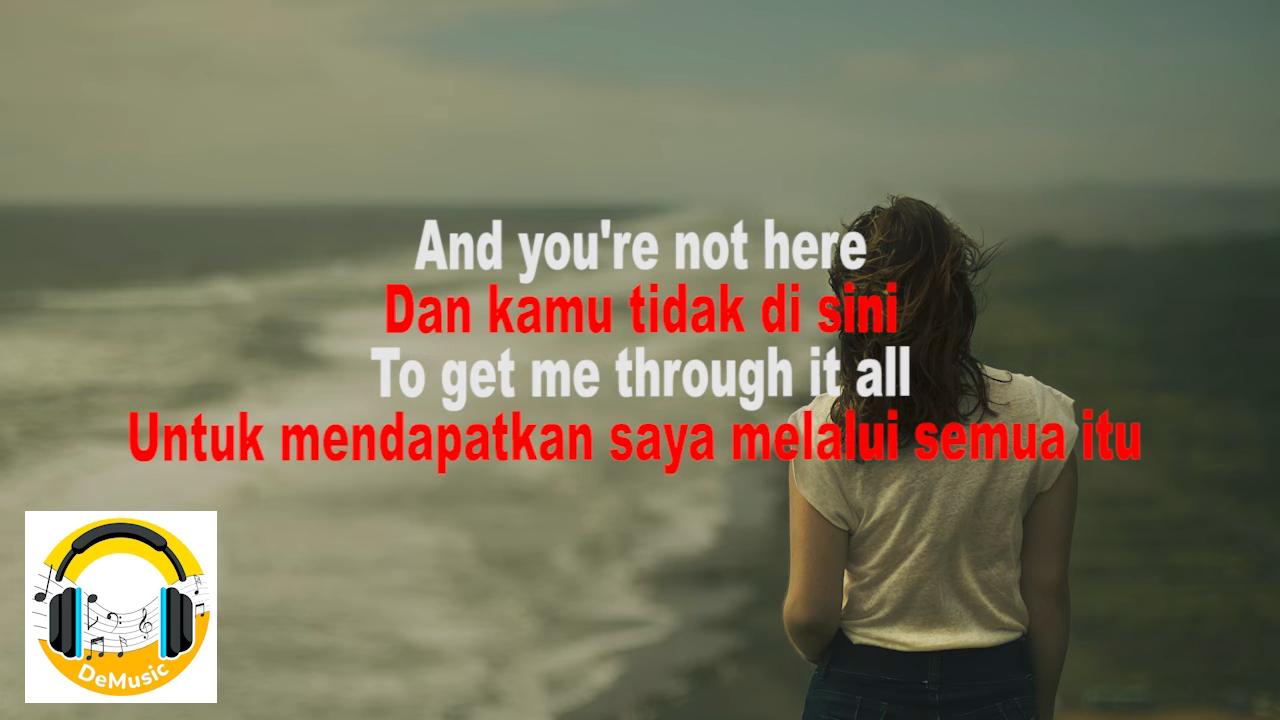 And you're not here
Dan kamu tidak di sini
To get me through it all
Untuk mendapatkan saya melalui semua itu
DeMusic